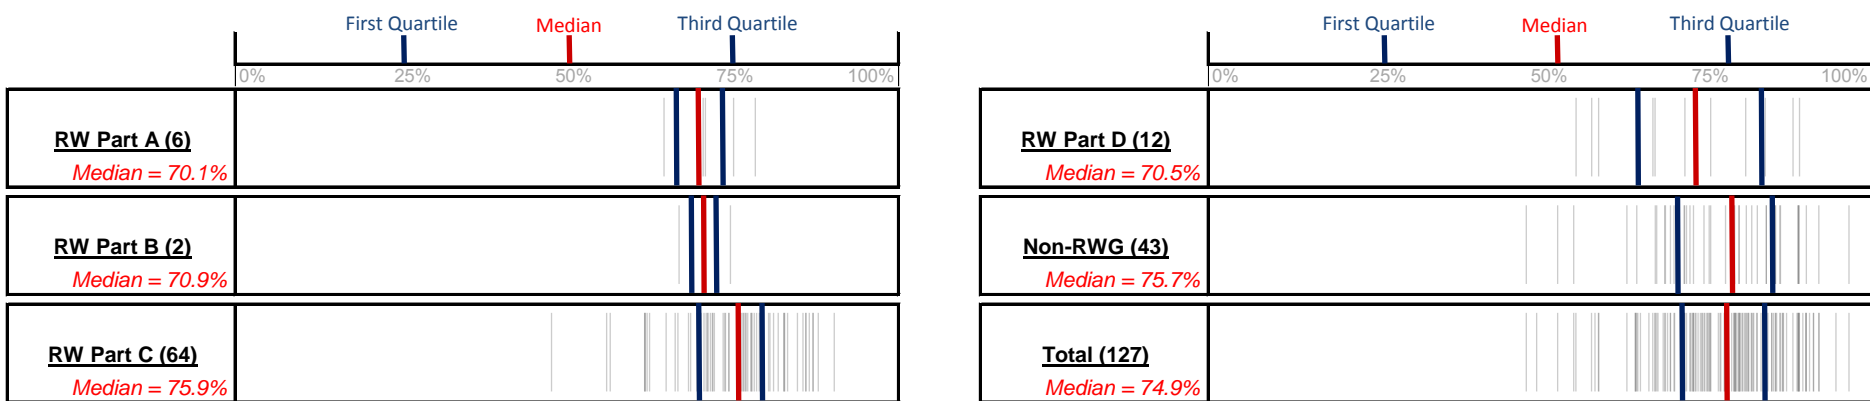 First Quartile Median Third Quartile
0% 25% 50% 75% 100%
RW Part A (6)
Median = 70.1%
RW Part B (2)
Median = 70.9%
RW Part C (64)
Median = 75.9%
First Quartile Median Third Quartile
0% 25% 50% 75% 100%
RW Part D (12)
Median = 70.5%
Non-RWG (43)
Median = 75.7%
Total (127)
Median = 74.9%